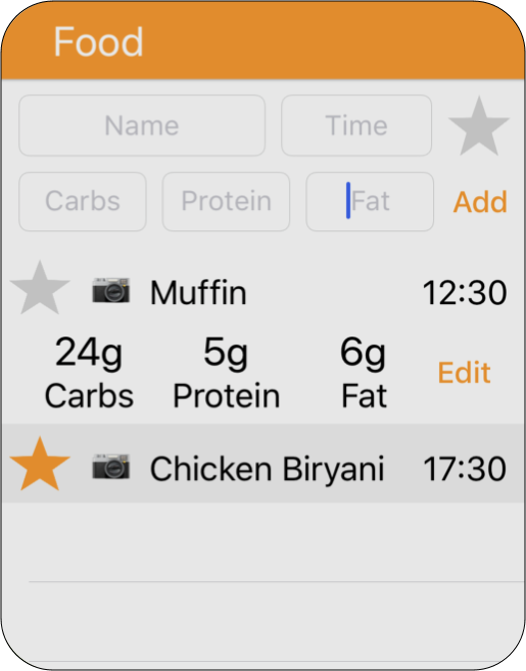 Food
Name Time
Carbs Protein Fat Add
Muffin 12:30
24g 5g 6g
Carbs Protein Fat Edit
Chicken Biryani 17:30